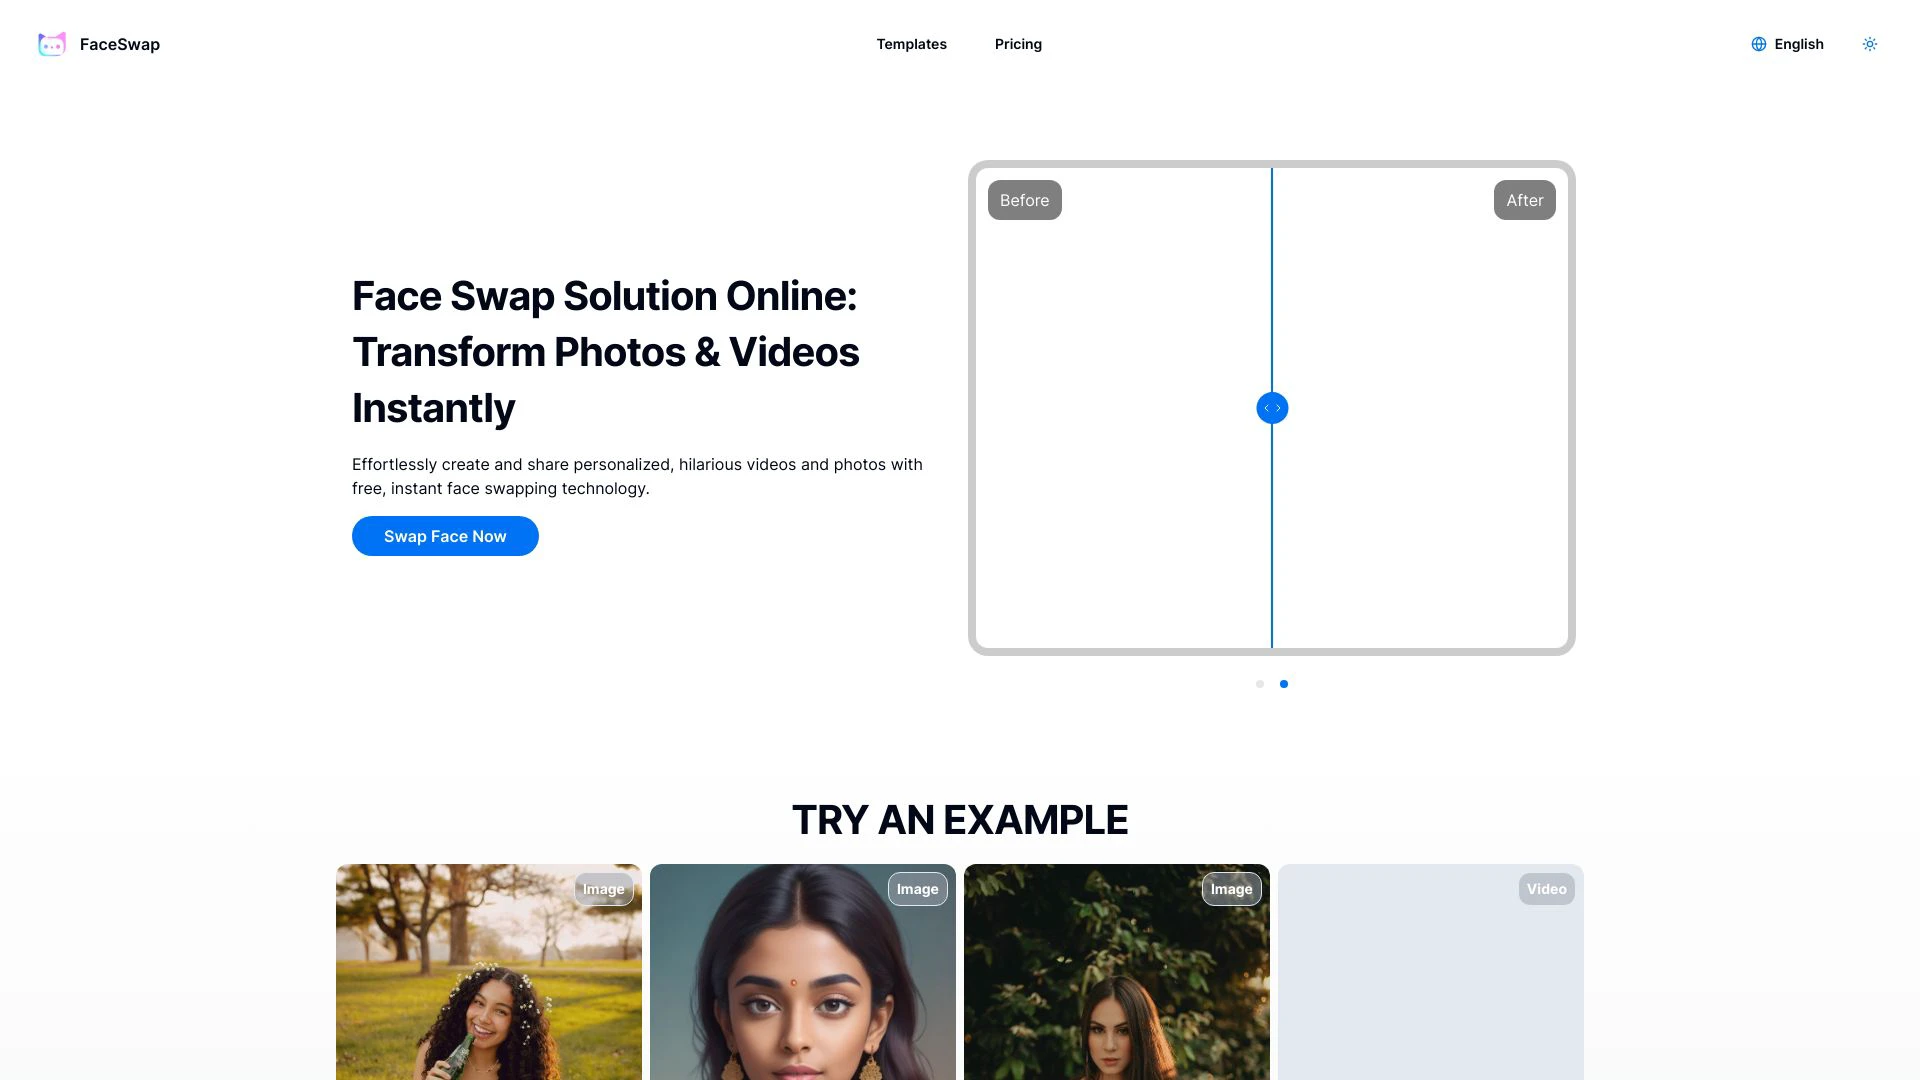 FaceSwap
Templates
Pricing
English
Face Swap Solution Online:
Transform Photos & Videos
Instantly
Effortlessly create and share personalized, hilarious videos and photos with
free, instant face swapping technology.
Swap Face Now
Before
After
TRY AN EXAMPLE
Image
Image
Image
Video